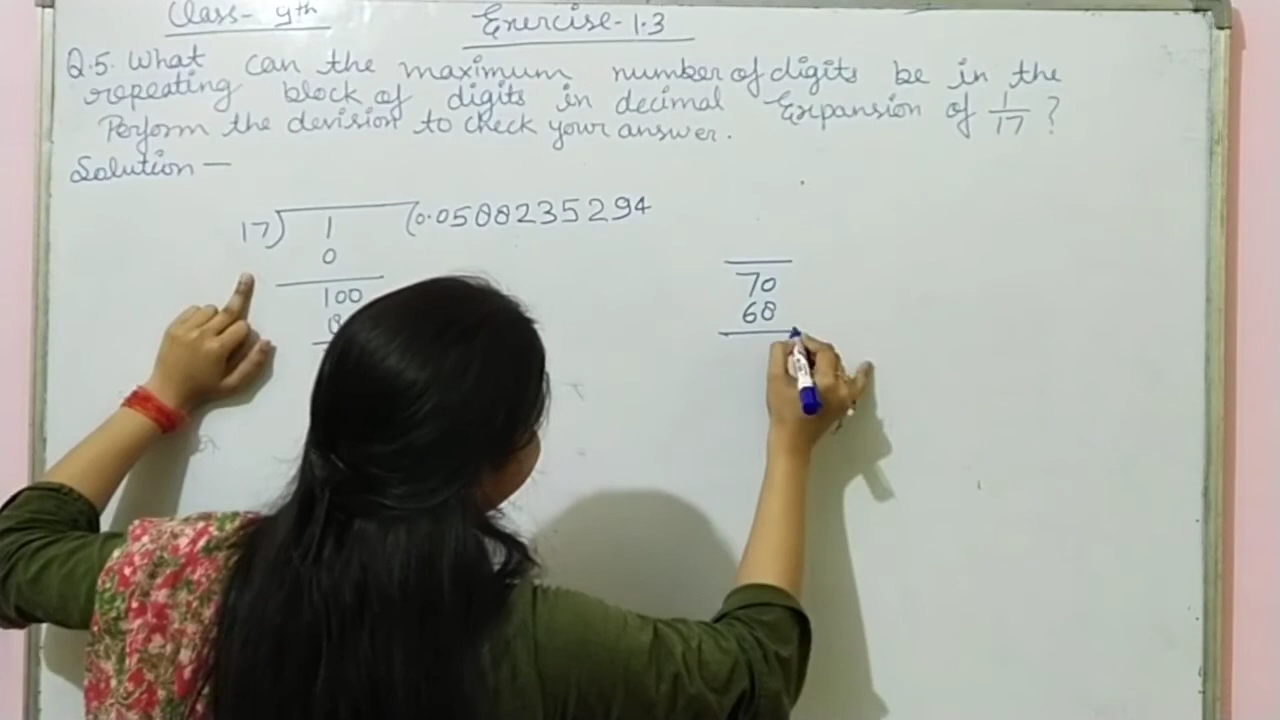 Class- 9th
Exercise-1.3
Q.5. What can the maximum number of digits be in the
repeating block of digits in decimal Expansion of 1/17 ?
Perform the devision to check your answer.
Solution —
17) 1 (0.0588235294
0
100
70
68